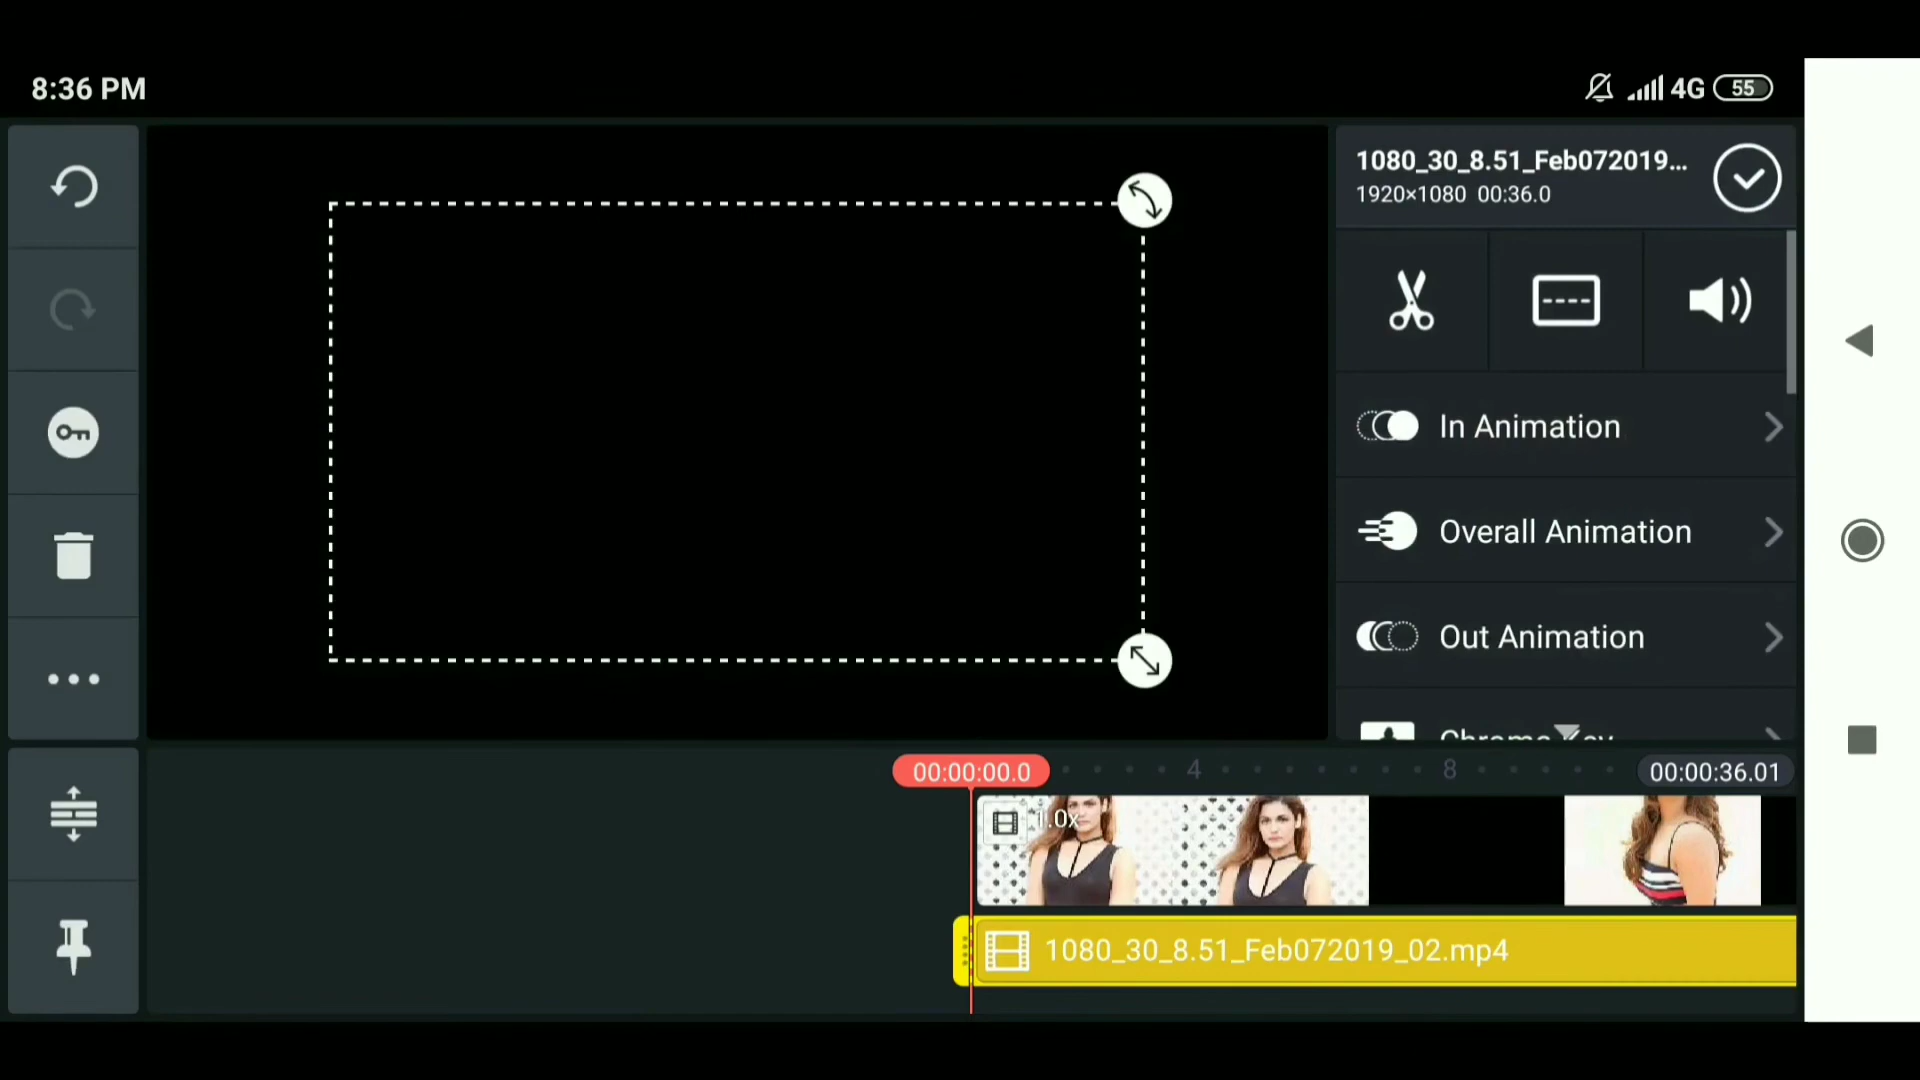 8:36 PM
4G 55
1080_30_8.51_Feb072019...
1920×1080 00:36.0
In Animation
Overall Animation
Out Animation
Chroma Key
00:00:00.0
4
8
00:00:36.01
1.0x
1080_30_8.51_Feb072019_02.mp4